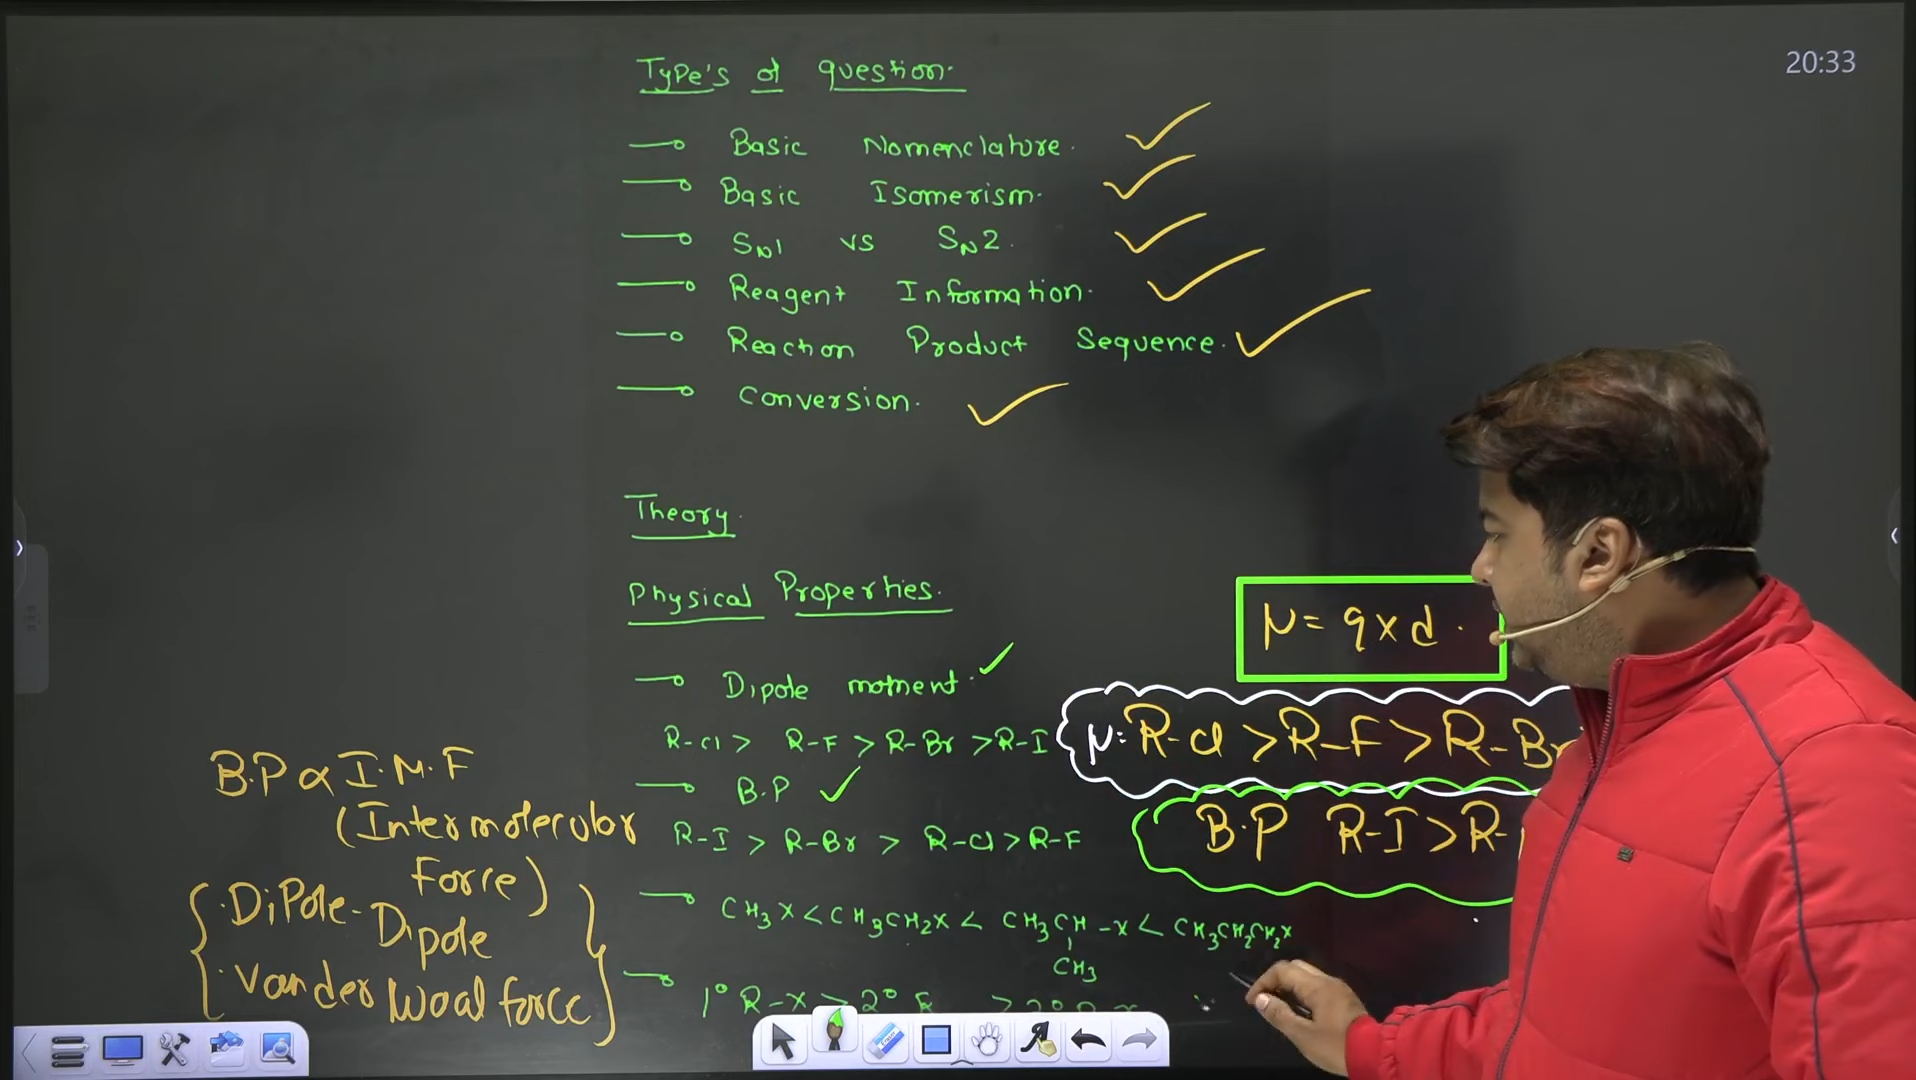 20:33
Type's of question.
Basic Nomenclature.
Basic Isomerism.
SN1 vs SN2.
Reagent Information.
Reaction Product Sequence.
Conversion.
Theory.
Physical Properties.
μ = q x d.
Dipole moment.
R-Cl > R-F > R-Br > R-I
μ: R-Cl > R-F > R-Br
B.P
B.P R-I > R-
R-I > R-Br > R-Cl > R-F
B.P ∝ I.M.F
(Intermolecular
Force)
Dipole-Dipole
Vander Waal force
CH3X < CH3CH2X < CH3CH-X < CH3CH2CH2X
CH3
1° R-X > 2° R >